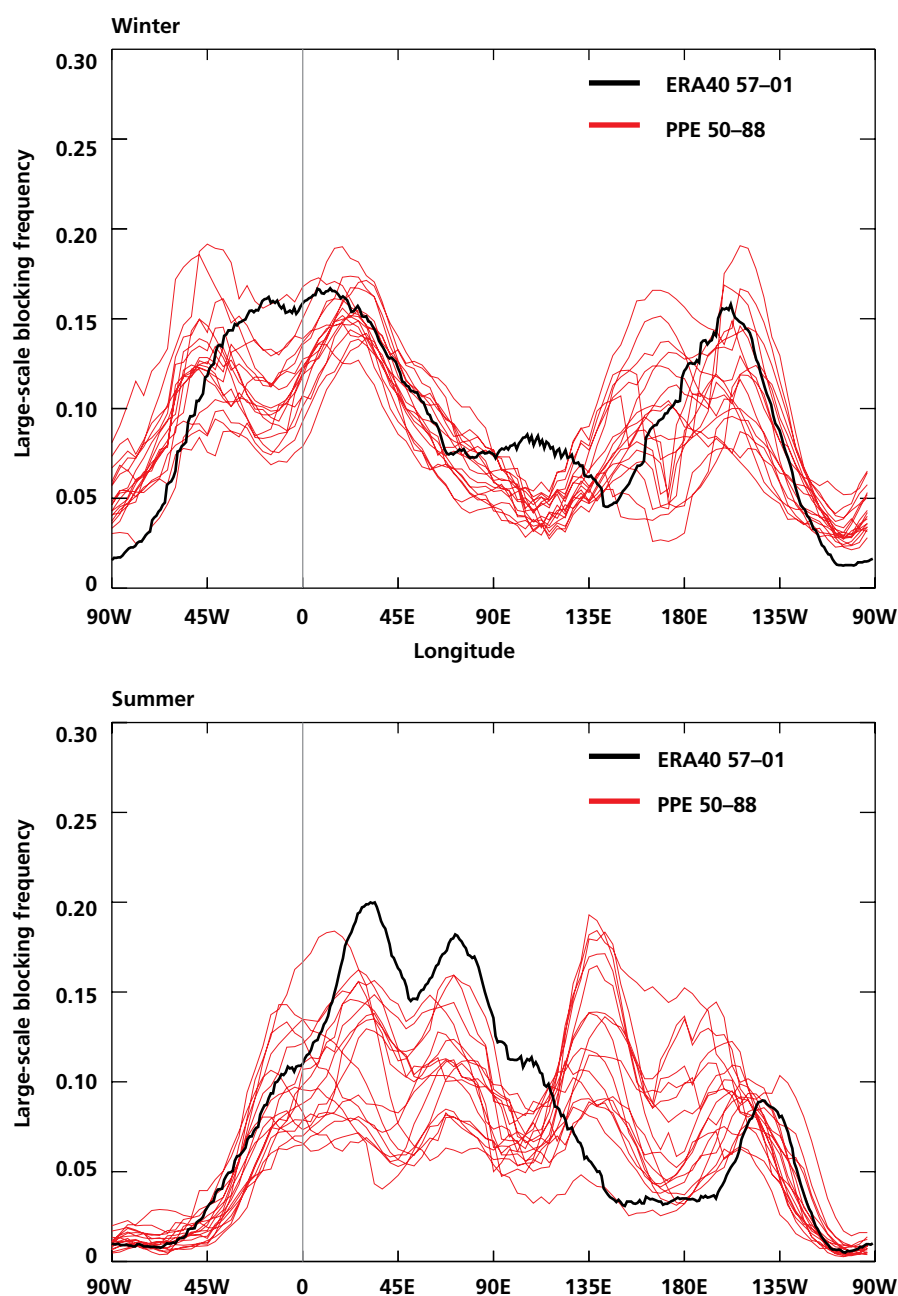 Winter
0.30
0.25
0.20
0.15
0.10
0.05
0
Large-scale blocking frequency
ERA40 57–01
PPE 50–88
90W 45W 0 45E 90E 135E 180E 135W 90W
Longitude
Summer
0.30
0.25
0.20
0.15
0.10
0.05
0
Large-scale blocking frequency
ERA40 57–01
PPE 50–88
90W 45W 0 45E 90E 135E 180E 135W 90W